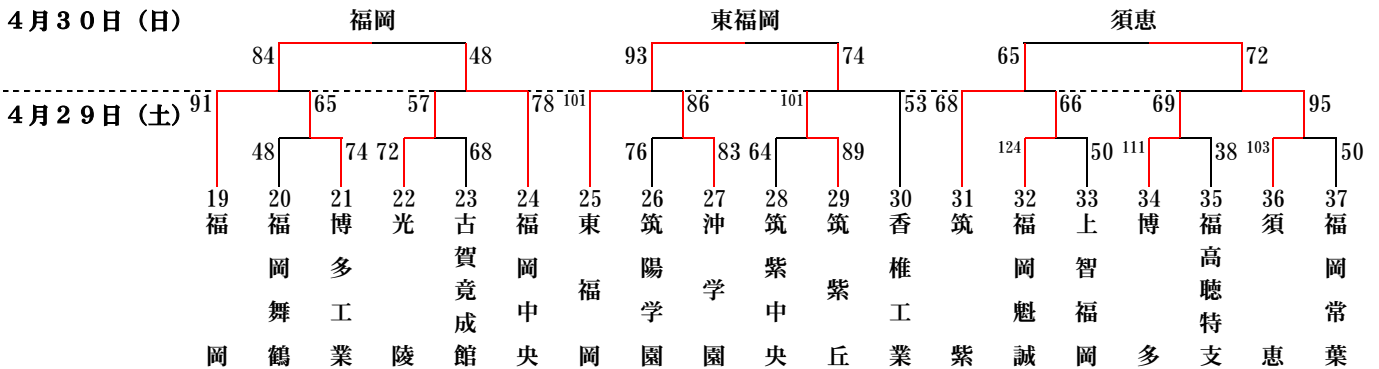 ４月３０日（日）
福岡 東福岡 須恵
84 48 93 74 65 72
４月２９日（土）
91 65 57 78 101 86 101 53 68 66 69 95
48 74 72 68 76 83 64 89 124 50 111 38 103 50
19 20 21 22 23 24 25 26 27 28 29 30 31 32 33 34 35 36 37
福岡
福岡舞鶴
博多工業
光陵
古賀竟成館
福岡中央
東福岡
筑陽学園
沖学園
筑紫中央
筑紫丘
香椎工業
筑紫
福岡魁誠
上智福岡
博多
福高聴特支
須恵
福岡常葉